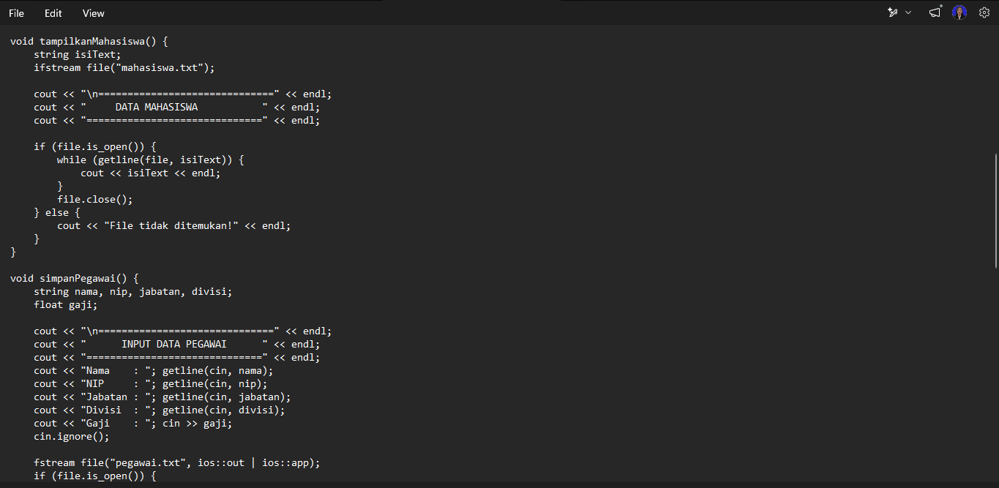 File Edit View
void tampilkanMahasiswa() {
    string isiText;
    ifstream file("mahasiswa.txt");

    cout << "\n==============================" << endl;
    cout << "     DATA MAHASISWA           " << endl;
    cout << "==============================" << endl;

    if (file.is_open()) {
        while (getline(file, isiText)) {
            cout << isiText << endl;
        }
        file.close();
    } else {
        cout << "File tidak ditemukan!" << endl;
    }
}

void simpanPegawai() {
    string nama, nip, jabatan, divisi;
    float gaji;

    cout << "\n==============================" << endl;
    cout << "      INPUT DATA PEGAWAI      " << endl;
    cout << "==============================" << endl;
    cout << "Nama    : "; getline(cin, nama);
    cout << "NIP     : "; getline(cin, nip);
    cout << "Jabatan : "; getline(cin, jabatan);
    cout << "Divisi  : "; getline(cin, divisi);
    cout << "Gaji    : "; cin >> gaji;
    cin.ignore();

    fstream file("pegawai.txt", ios::out | ios::app);
    if (file.is_open()) {